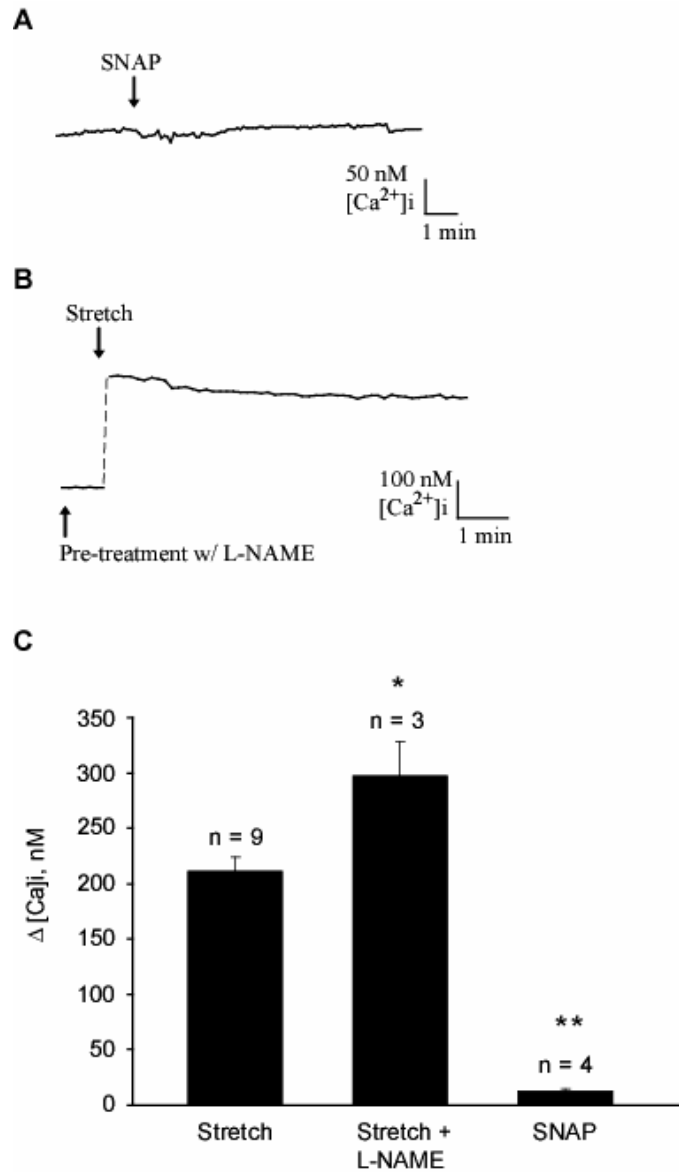 A
SNAP
50 nM
[Ca²⁺]i
1 min
B
Stretch
100 nM
[Ca²⁺]i
1 min
Pre-treatment w/ L-NAME
C
*
n = 3
n = 9
**
n = 4
Δ [Ca]i, nM
350
300
250
200
150
100
50
0
Stretch
Stretch +
L-NAME
SNAP